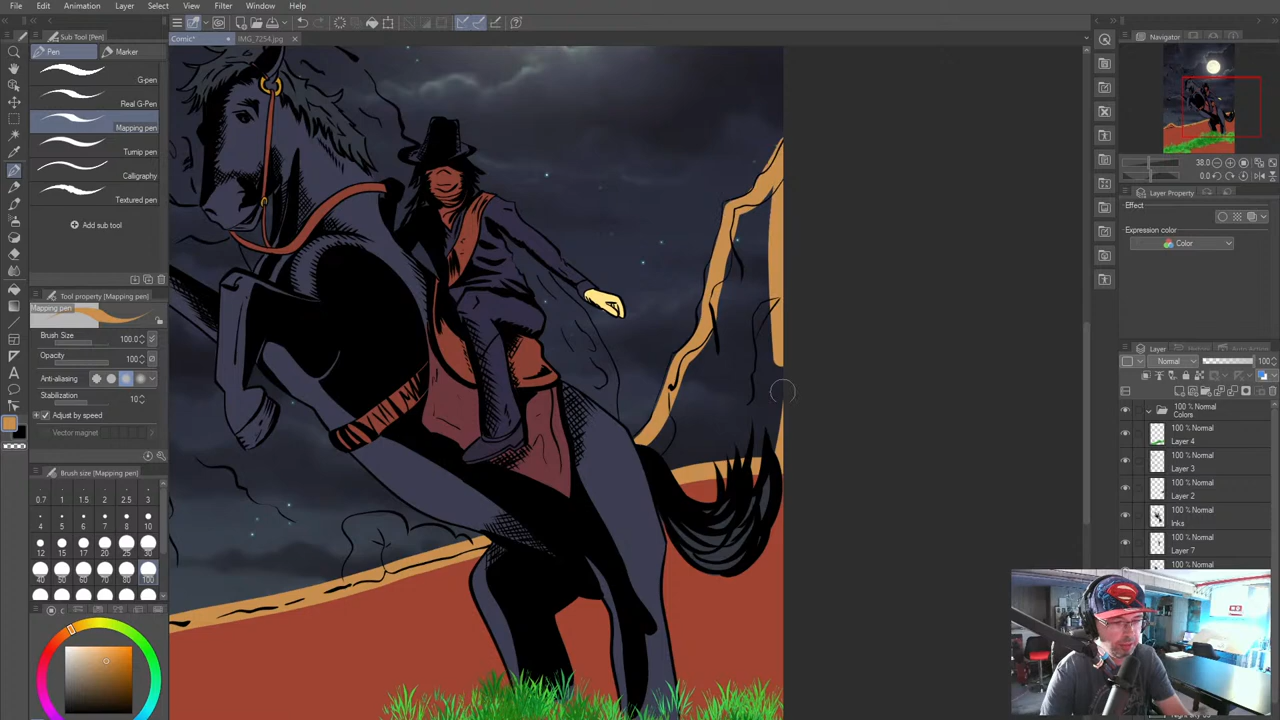 File Edit Animation Layer Select View Filter Window Help
Sub Tool [Pen]
Comic*
IMG_7254.jpg
Navigator
Pen Marker
G-pen
Real G-Pen
Mapping pen
Turnip pen
Calligraphy
Textured pen
Add sub tool
38.0
0.0
Layer Property
Effect
Expression color
Color
Tool property [Mapping pen]
Mapping pen
Brush Size 100.0
Opacity 100
Anti-aliasing
Stabilization 10
Adjust by speed
Vector magnet
Brush size [Mapping pen]
0.7 1 1.5 2 2.5 3
4 5 6 7 8 10
12 15 17 20 25 30
40 50 60 70 80 100
Layer
Normal 100
100 % Normal
Colors
100 % Normal
Layer 4
100 % Normal
Layer 3
100 % Normal
Layer 2
100 % Normal
Inks
100 % Normal
Layer 7
100 % Normal